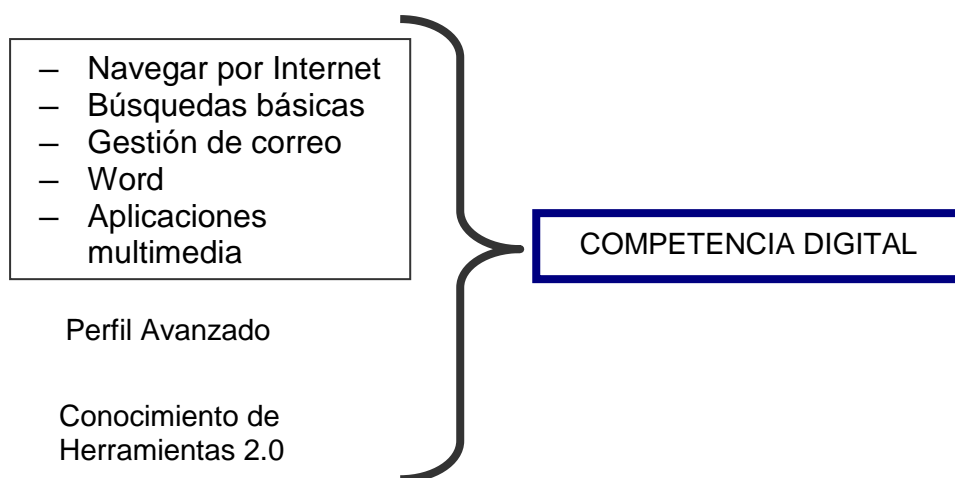 – Navegar por Internet
– Búsquedas básicas
– Gestión de correo
– Word
– Aplicaciones
multimedia
COMPETENCIA DIGITAL
Perfil Avanzado
Conocimiento de
Herramientas 2.0